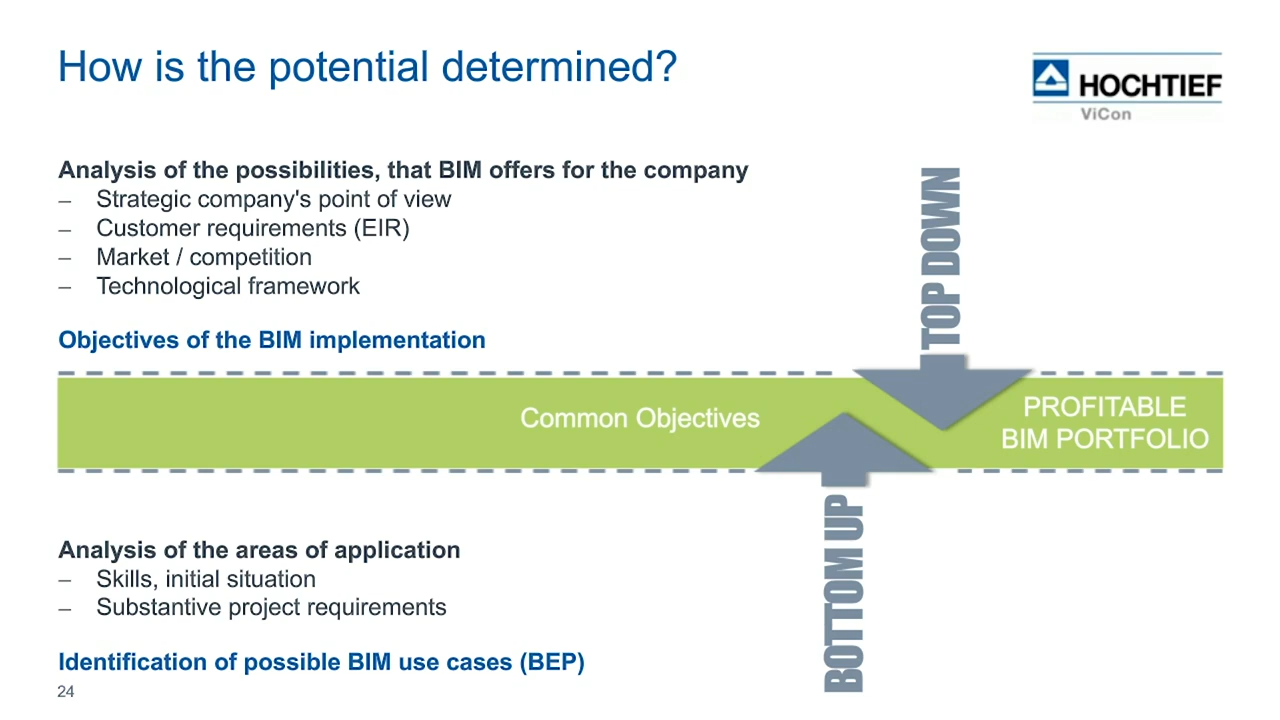 How is the potential determined?
HOCHTIEF
ViCon
Analysis of the possibilities, that BIM offers for the company
– Strategic company's point of view
– Customer requirements (EIR)
– Market / competition
– Technological framework
TOP DOWN
Objectives of the BIM implementation
Common Objectives
PROFITABLE
BIM PORTFOLIO
BOTTOM UP
Analysis of the areas of application
– Skills, initial situation
– Substantive project requirements
Identification of possible BIM use cases (BEP)
24